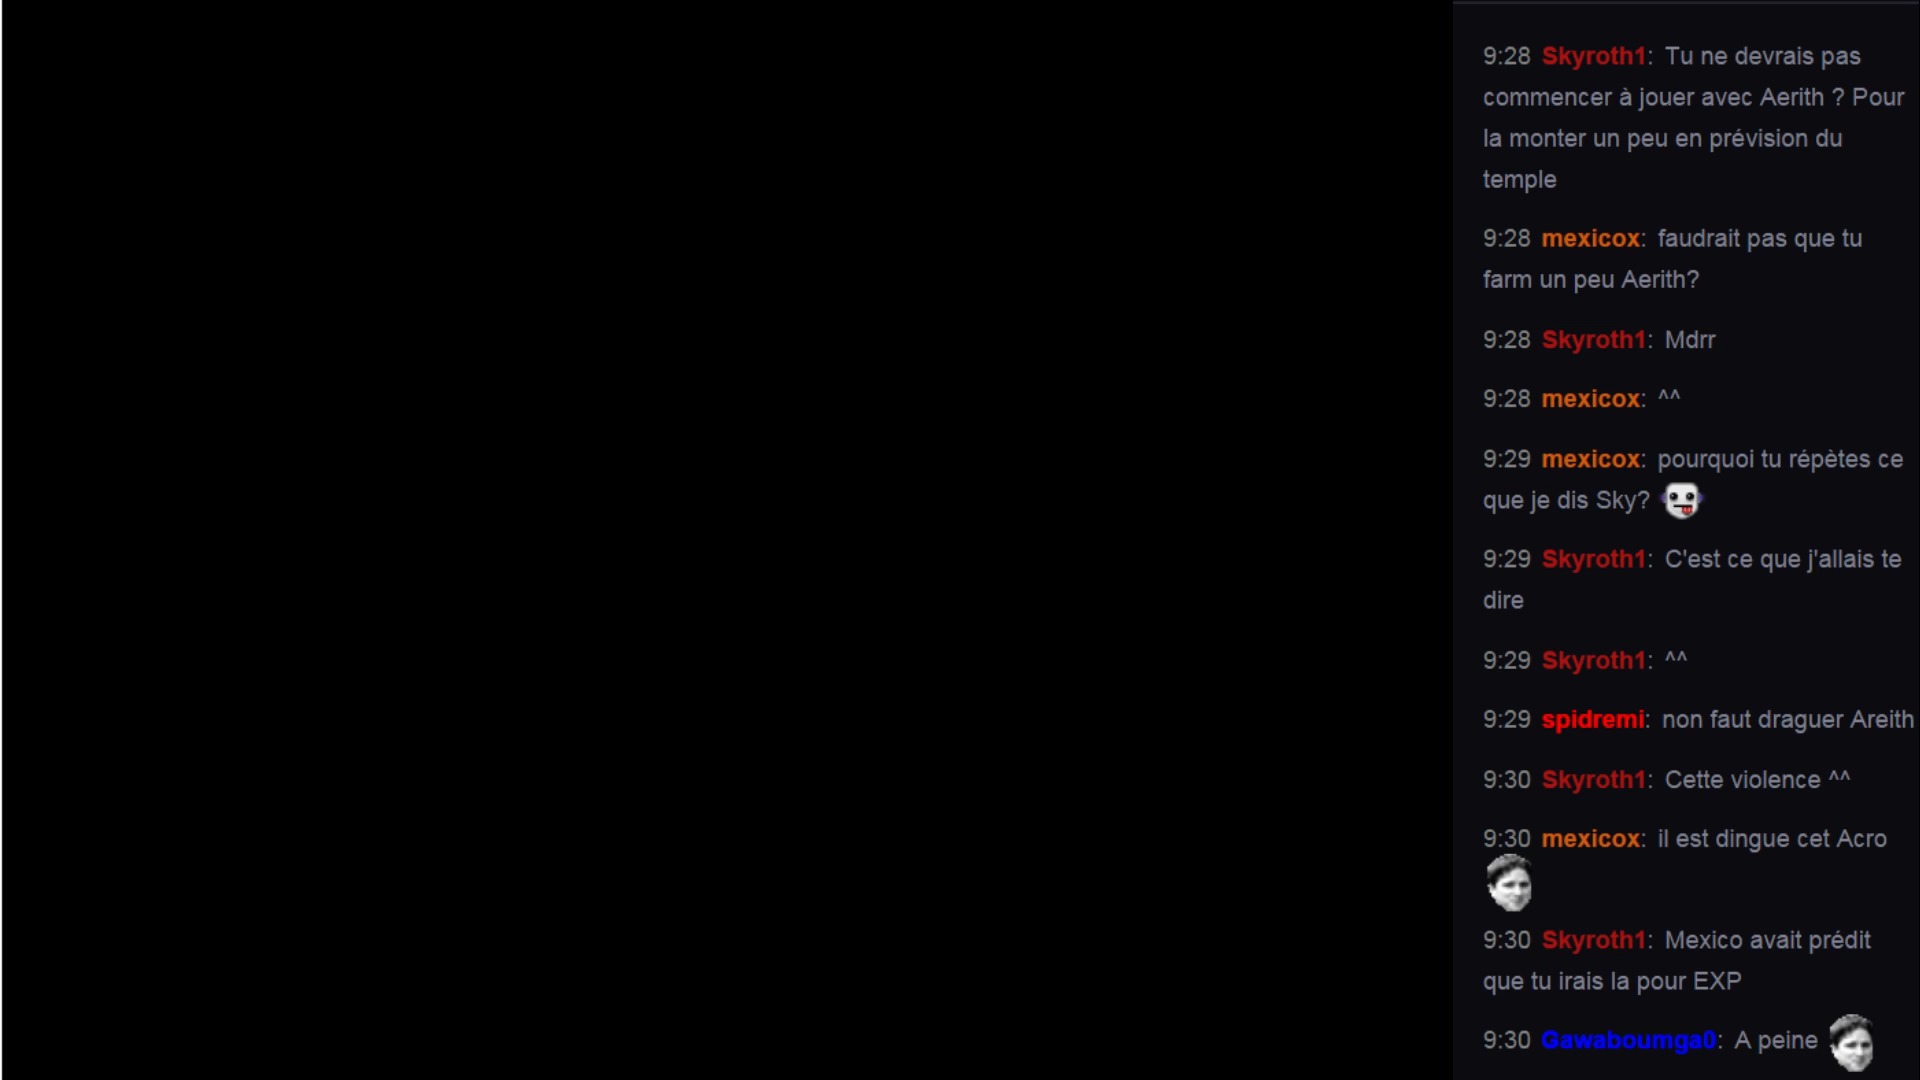 9:28 Skyroth1: Tu ne devrais pas
commencer à jouer avec Aerith ? Pour
la monter un peu en prévision du
temple
9:28 mexicox: faudrait pas que tu
farm un peu Aerith?
9:28 Skyroth1: Mdrr
9:28 mexicox: ^^
9:29 mexicox: pourquoi tu répètes ce
que je dis Sky?
9:29 Skyroth1: C'est ce que j'allais te
dire
9:29 Skyroth1: ^^
9:29 spidremi: non faut draguer Areith
9:30 Skyroth1: Cette violence ^^
9:30 mexicox: il est dingue cet Acro
9:30 Skyroth1: Mexico avait prédit
que tu irais la pour EXP
9:30 Gawaboumga0: A peine